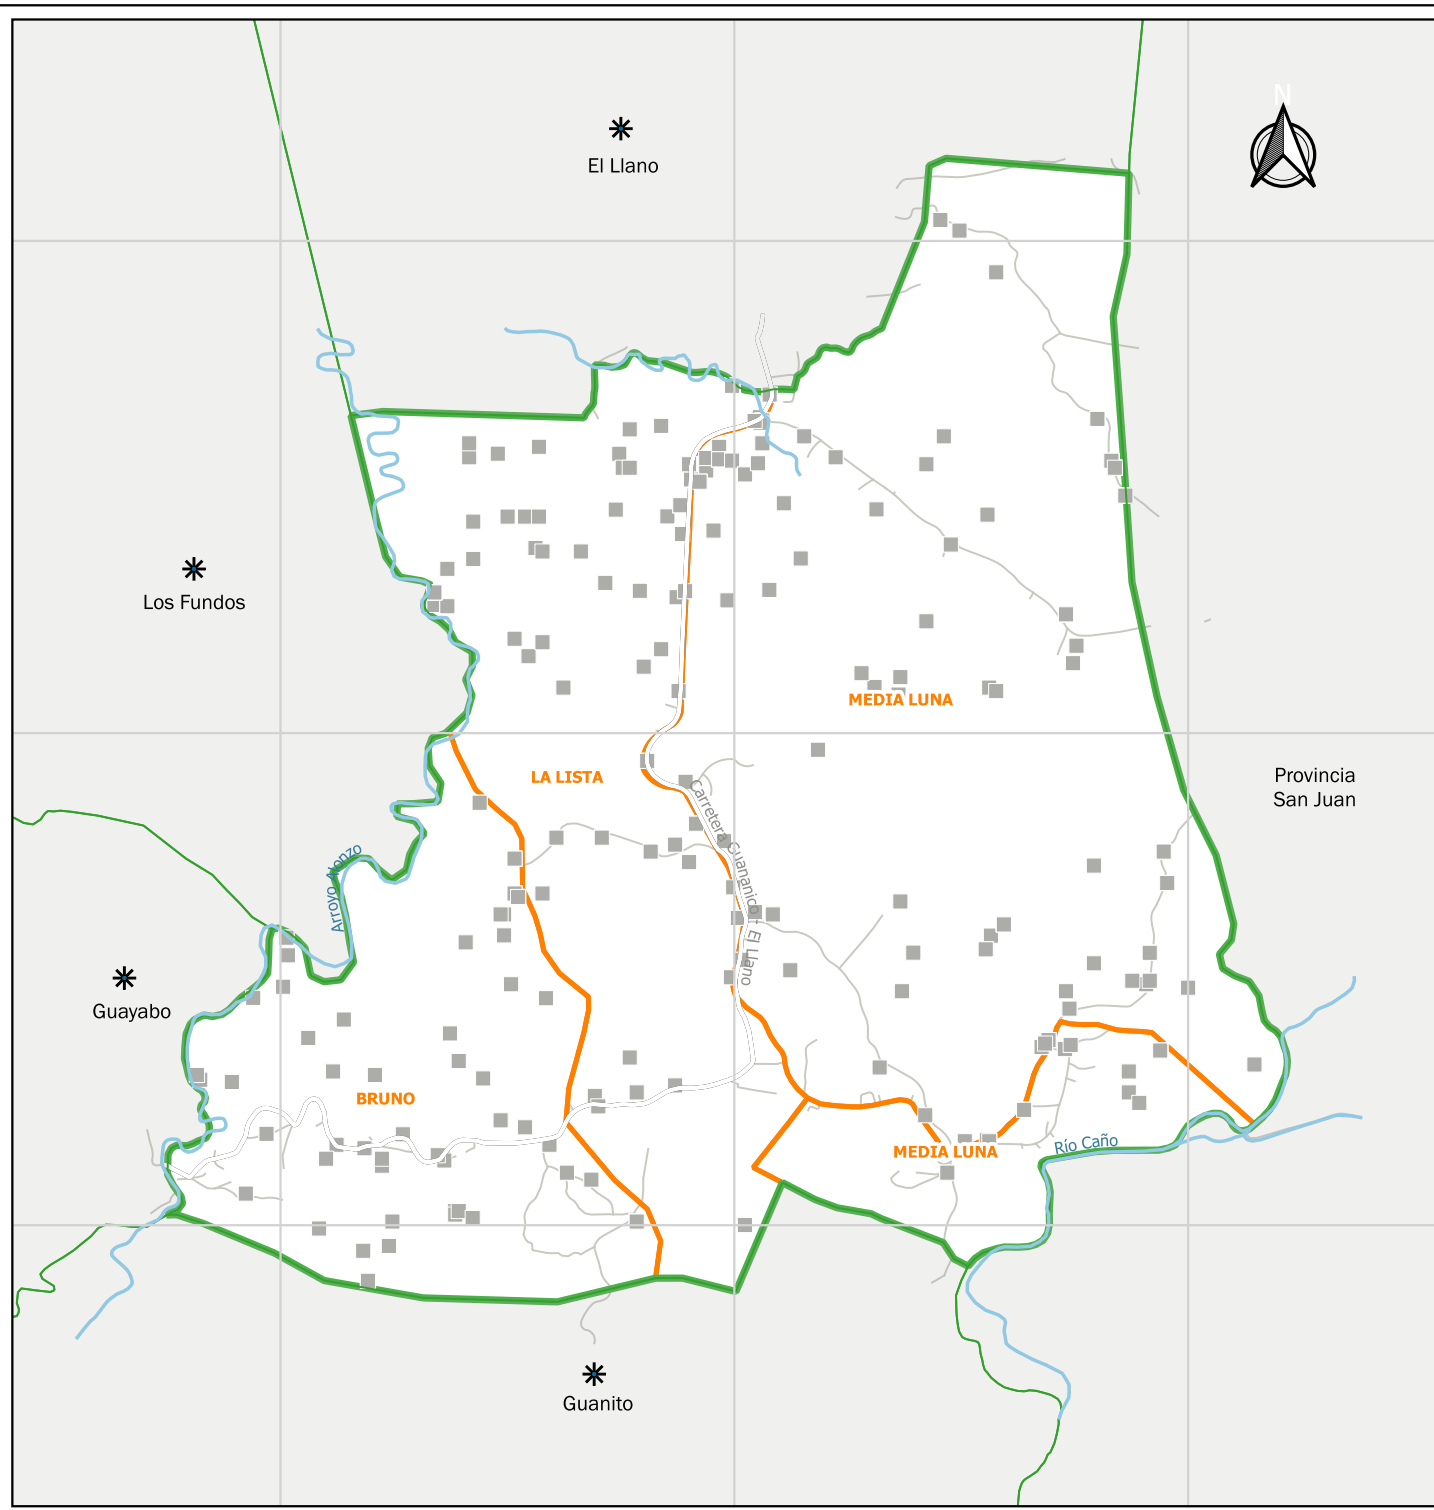 N
El Llano
Los Fundos
MEDIA LUNA
LA LISTA
Provincia
San Juan
Carretera Guananico - El Llano
Arroyo Alonzo
Guayabo
BRUNO
MEDIA LUNA
Río Caño
Guanito